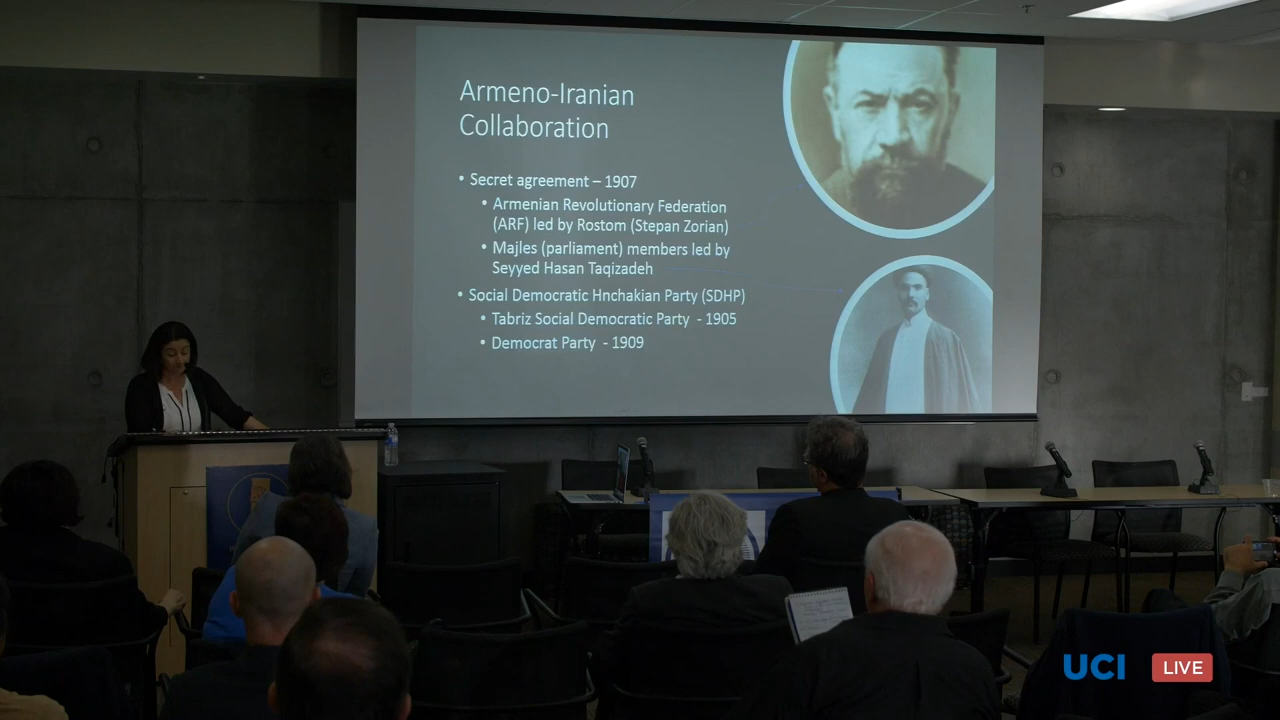 Armeno-Iranian
Collaboration
• Secret agreement – 1907
• Armenian Revolutionary Federation
(ARF) led by Rostom (Stepan Zorian)
• Majles (parliament) members led by
Seyyed Hasan Taqizadeh
• Social Democratic Hnchakian Party (SDHP)
• Tabriz Social Democratic Party - 1905
• Democrat Party - 1909
UCI LIVE